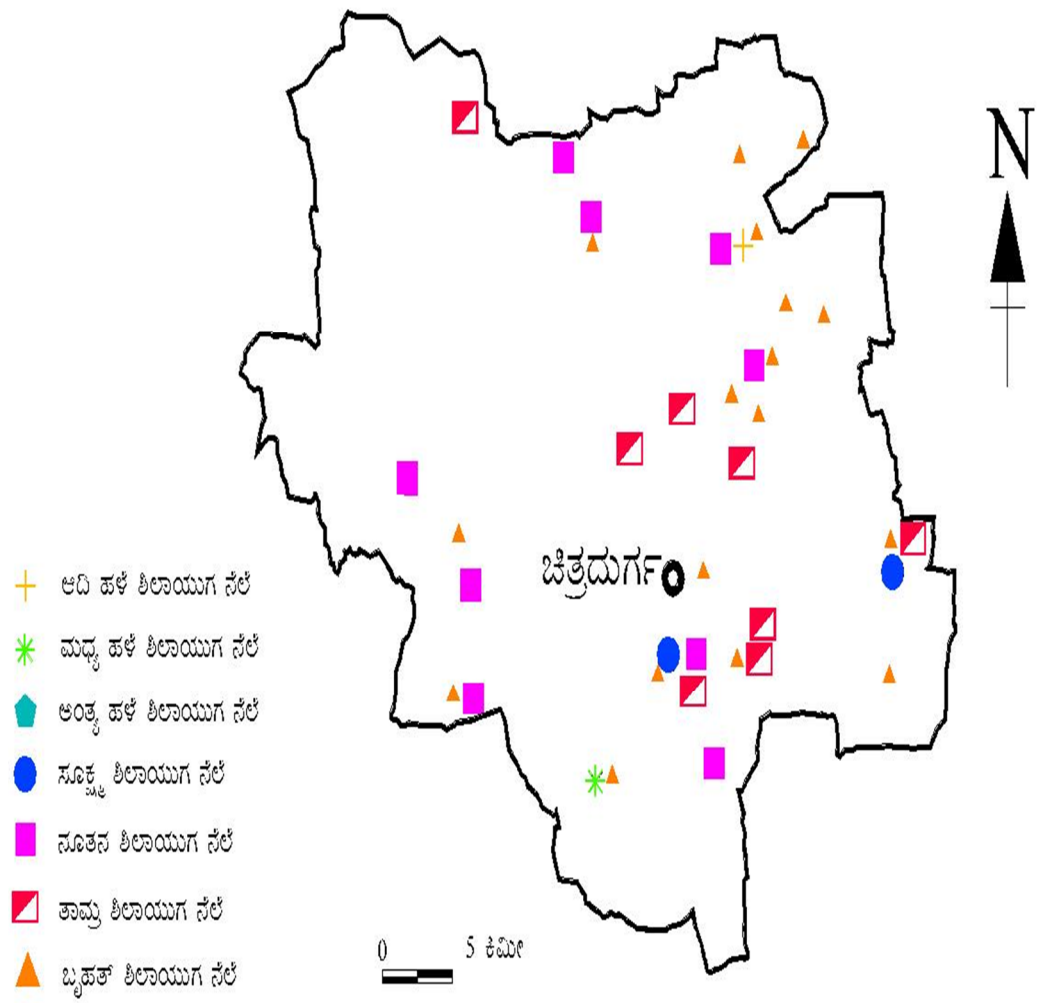 N
ಚಿತ್ರದುರ್ಗ
ಆದಿ ಹಳೆ ಶಿಲಾಯುಗ ನೆಲೆ
ಮಧ್ಯ ಹಳೆ ಶಿಲಾಯುಗ ನೆಲೆ
ಅಂತ್ಯ ಹಳೆ ಶಿಲಾಯುಗ ನೆಲೆ
ಸೂಕ್ಷ್ಮ ಶಿಲಾಯುಗ ನೆಲೆ
ನೂತನ ಶಿಲಾಯುಗ ನೆಲೆ
ತಾಮ್ರ ಶಿಲಾಯುಗ ನೆಲೆ
ಬೃಹತ್ ಶಿಲಾಯುಗ ನೆಲೆ
0 5 ಕಿಮೀ